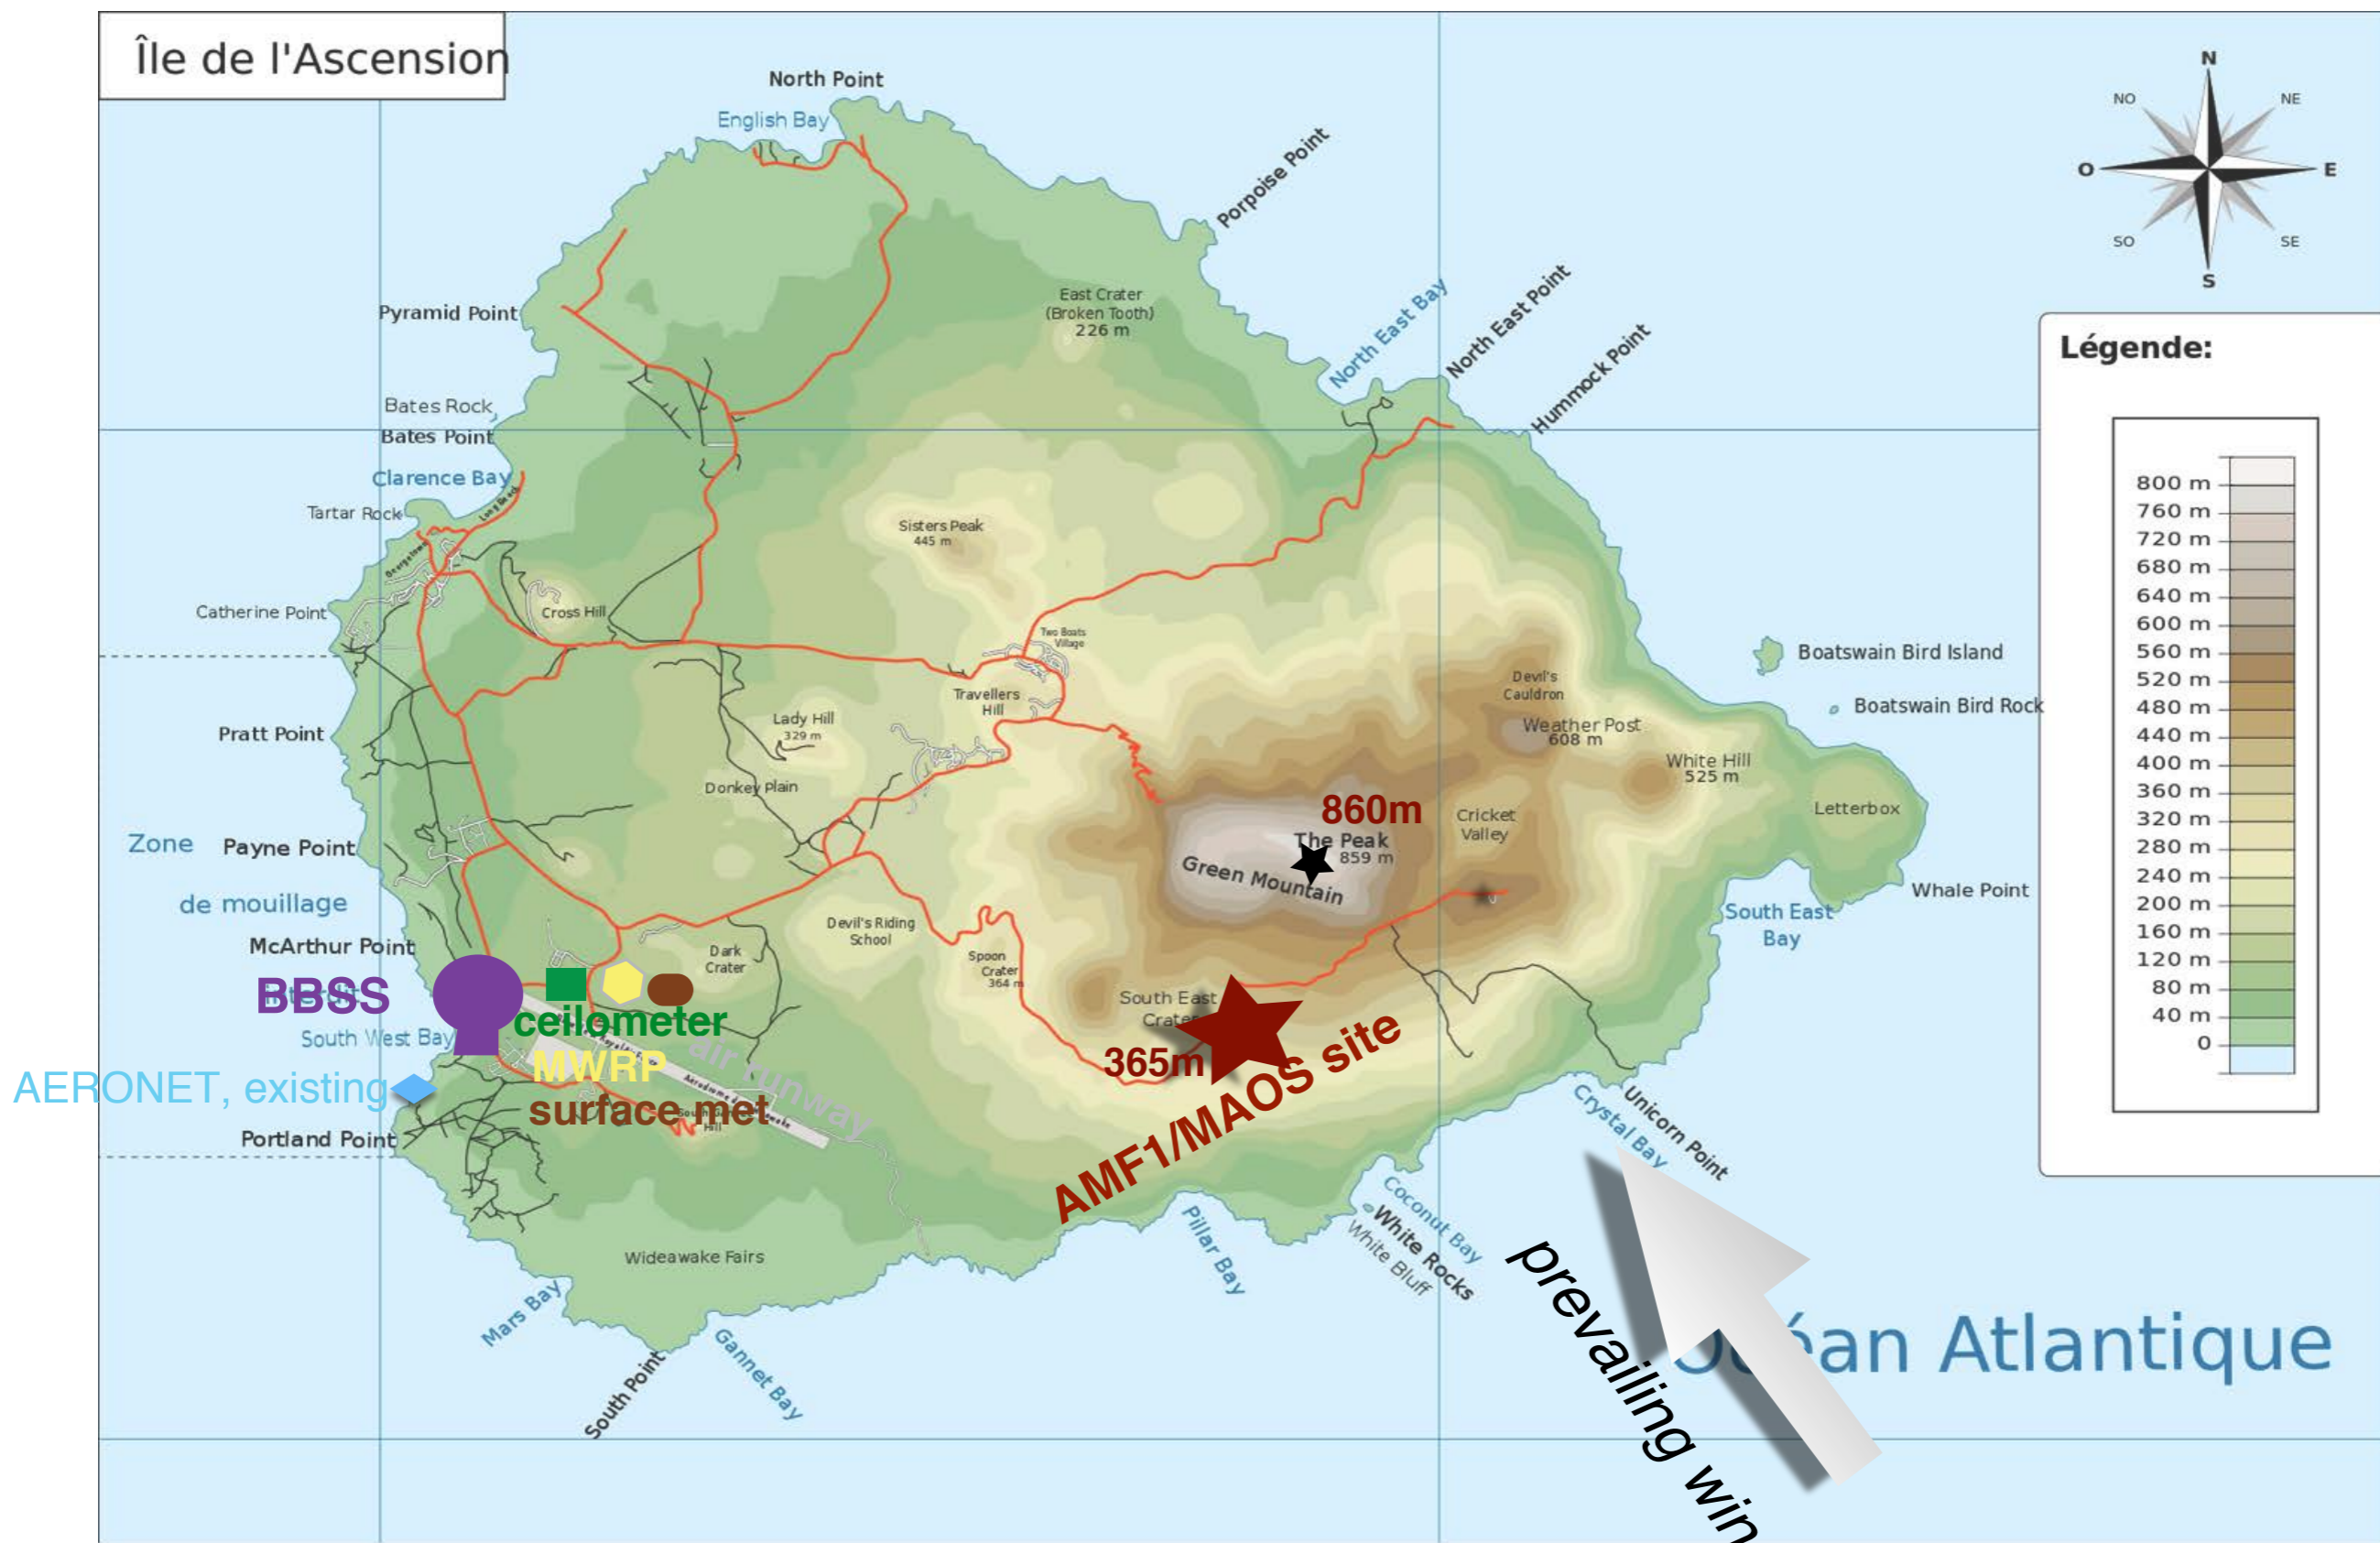 Île de l'Ascension
North Point
English Bay
Porpoise Point
N
NO
NE
O
E
SO
SE
S
Pyramid Point
East Crater
(Broken Tooth)
226 m
North East Bay
North East Point
Hummock Point
Légende:
Bates Rock
Bates Point
Clarence Bay
Long Beach
Tartar Rock
Georgetown
Sisters Peak
445 m
Catherine Point
Cross Hill
Two Boats
Village
Boatswain Bird Island
Boatswain Bird Rock
Travellers
Hill
Devil's
Cauldron
Weather Post
608 m
White Hill
525 m
Lady Hill
329 m
Pratt Point
Donkey Plain
860m
The Peak
859 m
Green Mountain
Cricket
Valley
Letterbox
Zone
Payne Point
de mouillage
Whale Point
South East
Bay
McArthur Point
Devil's Riding
School
Dark
Crater
Spoon
Crater
364 m
BBSS
interdit
South East
Crater
ceilometer
South West Bay
MWRP
air runway
365m
AMF1/MAOS site
AERONET, existing
surface met
Hill
Portland Point
Crystal Bay
Unicorn Point
Coconut Bay
White Rocks
White Bluff
Pillar Bay
Wideawake Fairs
Mars Bay
South Point
Gannet Bay
prevailing win
Océan Atlantique
800 m
760 m
720 m
680 m
640 m
600 m
560 m
520 m
480 m
440 m
400 m
360 m
320 m
280 m
240 m
200 m
160 m
120 m
80 m
40 m
0